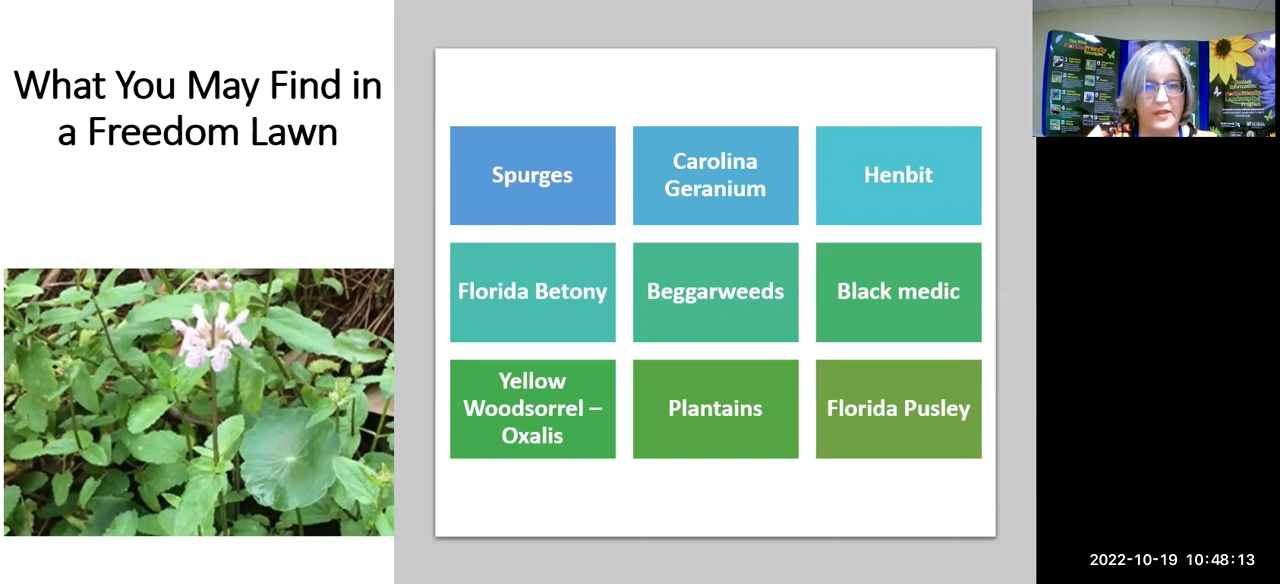 What You May Find in
a Freedom Lawn
Spurges
Carolina
Geranium
Henbit
Florida Betony
Beggarweeds
Black medic
Yellow
Woodsorrel –
Oxalis
Plantains
Florida Pusley
2022-10-19 10:48:13